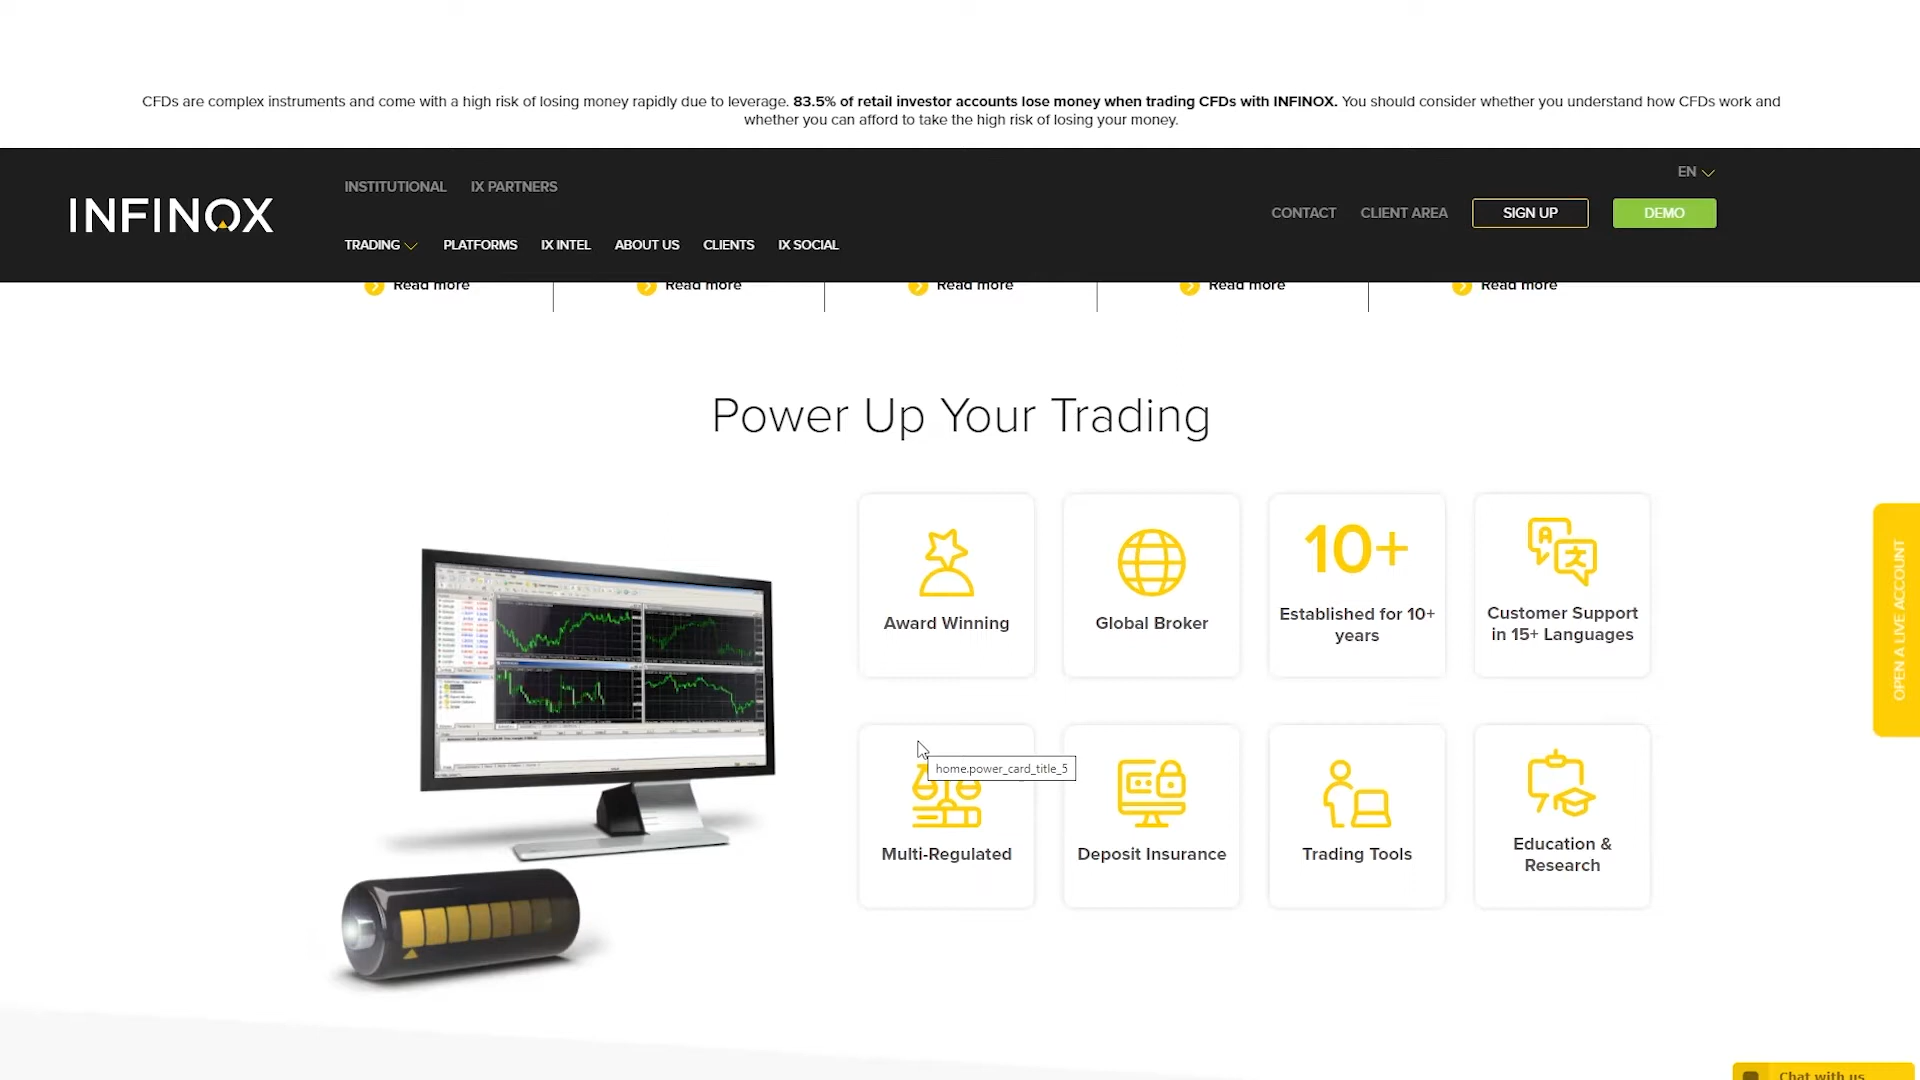 CFDs are complex instruments and come with a high risk of losing money rapidly due to leverage. 83.5% of retail investor accounts lose money when trading CFDs with INFINOX. You should consider whether you understand how CFDs work and
whether you can afford to take the high risk of losing your money.
INSTITUTIONAL IX PARTNERS
EN
INFINOX
CONTACT CLIENT AREA SIGN UP DEMO
TRADING PLATFORMS IX INTEL ABOUT US CLIENTS IX SOCIAL
Read more Read more Read more Read more Read more
Power Up Your Trading
10+
Award Winning
Global Broker
Established for 10+
years
Customer Support
in 15+ Languages
home.power_card_title_5
Multi-Regulated
Deposit Insurance
Trading Tools
Education &
Research
OPEN A LIVE ACCOUNT
Chat with us